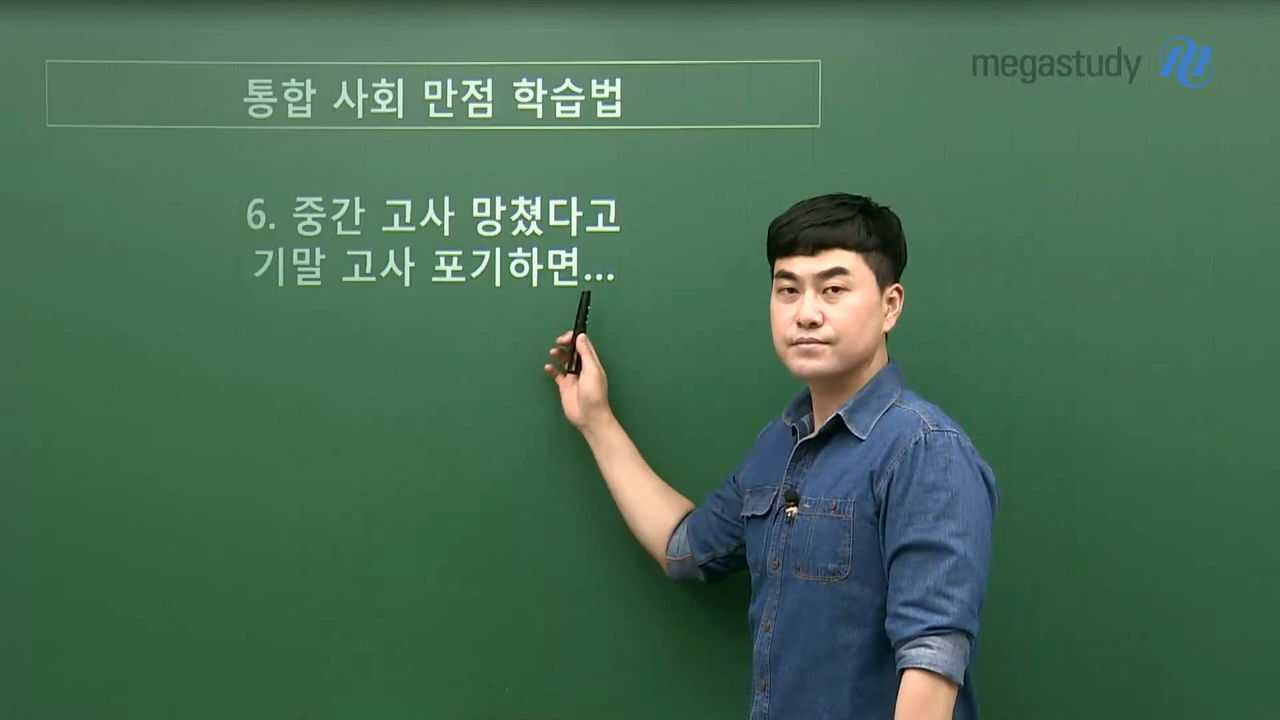 megastudy
통합 사회 만점 학습법
6. 중간 고사 망쳤다고
기말 고사 포기하면...